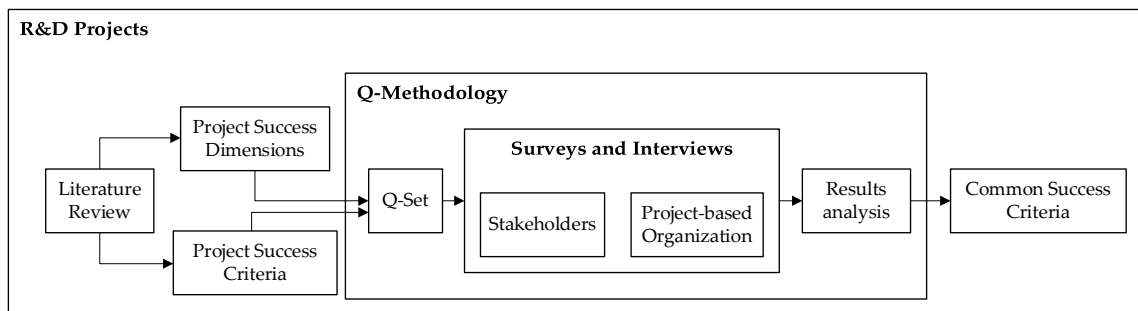 R&D Projects
Q-Methodology
Project Success
Dimensions
Surveys and Interviews
Literature
Review
Q-Set
Stakeholders
Project-based
Organization
Results
analysis
Common Success
Criteria
Project Success
Criteria